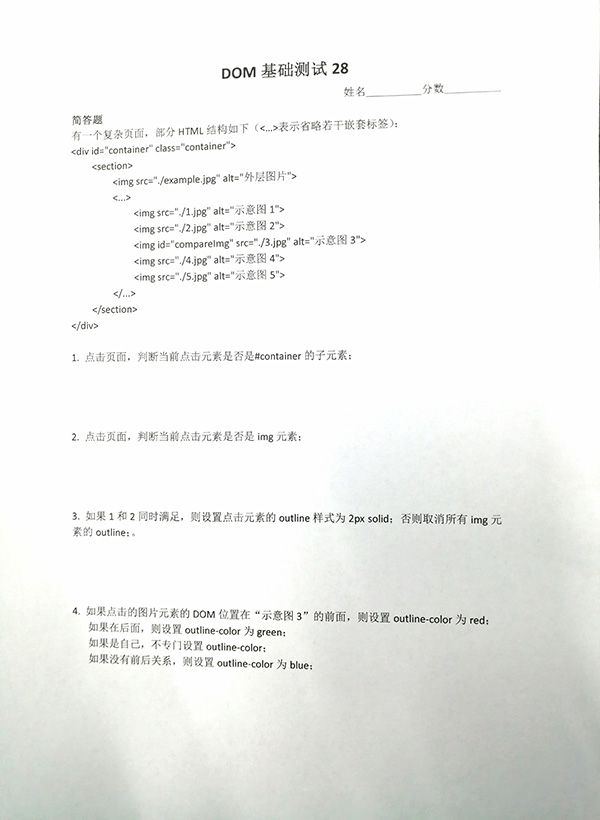 DOM 基础测试 28
姓名__________分数__________
简答题
有一个复杂页面，部分 HTML 结构如下（<...>表示省略若干嵌套标签）：
<div id="container" class="container">
<section>
<img src="./example.jpg" alt="外层图片">
<...>
<img src="./1.jpg" alt="示意图 1">
<img src="./2.jpg" alt="示意图 2">
<img id="compareImg" src="./3.jpg" alt="示意图 3">
<img src="./4.jpg" alt="示意图 4">
<img src="./5.jpg" alt="示意图 5">
</...>
</section>
</div>
1. 点击页面，判断当前点击元素是否是#container 的子元素；
2. 点击页面，判断当前点击元素是否是 img 元素；
3. 如果 1 和 2 同时满足，则设置点击元素的 outline 样式为 2px solid；否则取消所有 img 元
素的 outline；。
4. 如果点击的图片元素的 DOM 位置在“示意图 3”的前面，则设置 outline-color 为 red；
如果在后面，则设置 outline-color 为 green；
如果是自己，不专门设置 outline-color；
如果没有前后关系，则设置 outline-color 为 blue；